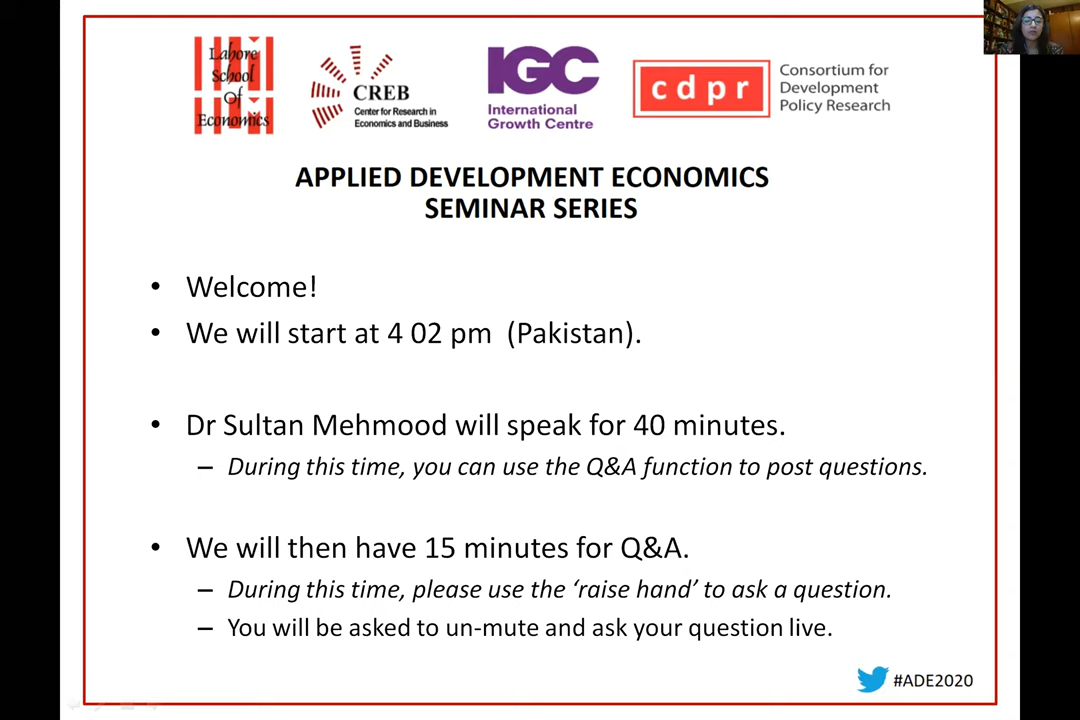 Lahore
School
Of
Economics
CREB
Center for Research in
Economics and Business
IGC
International
Growth Centre
cdpr
Consortium for
Development
Policy Research
APPLIED DEVELOPMENT ECONOMICS
SEMINAR SERIES
• Welcome!
• We will start at 4 02 pm (Pakistan).
• Dr Sultan Mehmood will speak for 40 minutes.
– During this time, you can use the Q&A function to post questions.
• We will then have 15 minutes for Q&A.
– During this time, please use the ‘raise hand’ to ask a question.
– You will be asked to un-mute and ask your question live.
#ADE2020